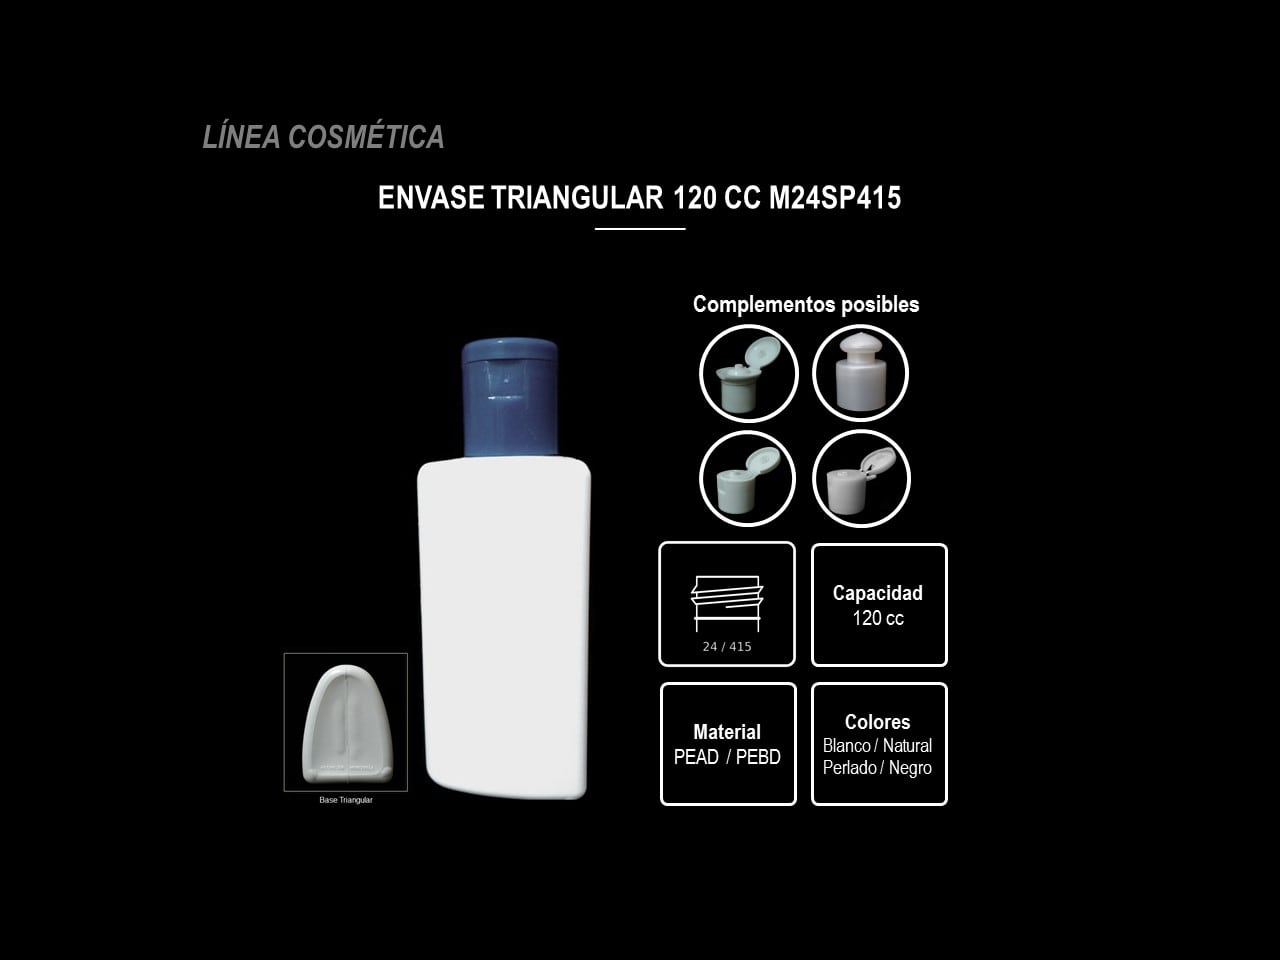 LÍNEA COSMÉTICA
ENVASE TRIANGULAR 120 CC M24SP415
Complementos posibles
24 / 415
Capacidad
120 cc
Material
PEAD / PEBD
Colores
Blanco / Natural
Perlado / Negro
Base Triangular